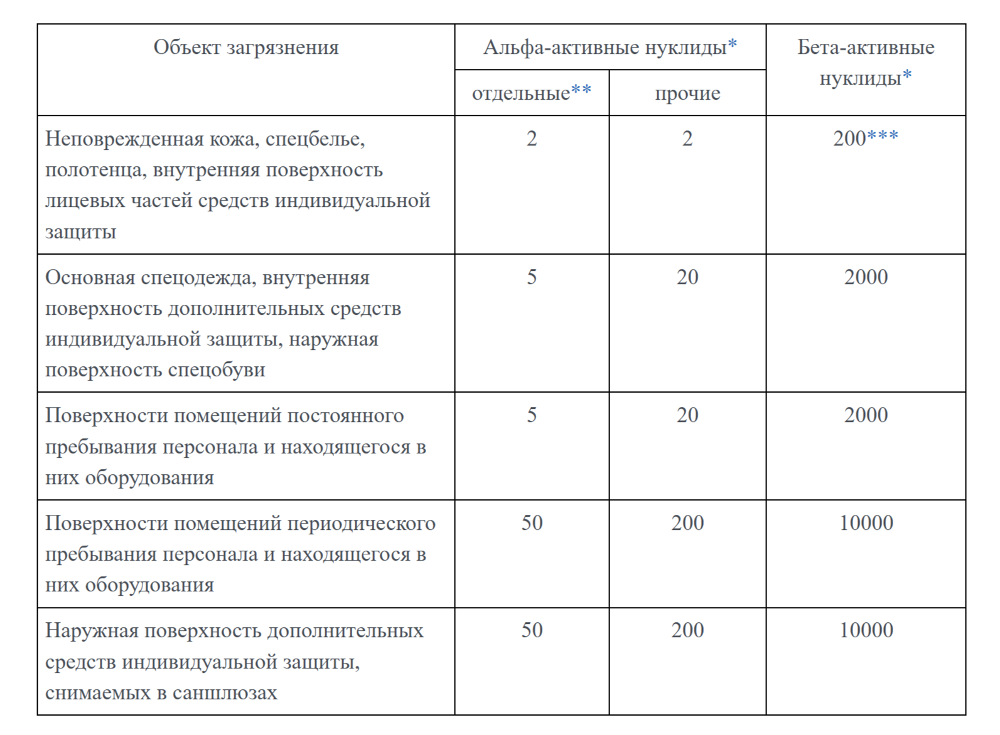 Объект загрязнения
Альфа-активные нуклиды*
Бета-активные
нуклиды*
отдельные**
прочие
Неповрежденная кожа, спецбелье,
полотенца, внутренняя поверхность
лицевых частей средств индивидуальной
защиты
2
2
200***
Основная спецодежда, внутренняя
поверхность дополнительных средств
индивидуальной защиты, наружная
поверхность спецобуви
5
20
2000
Поверхности помещений постоянного
пребывания персонала и находящегося в
них оборудования
5
20
2000
Поверхности помещений периодического
пребывания персонала и находящегося в
них оборудования
50
200
10000
Наружная поверхность дополнительных
средств индивидуальной защиты,
снимаемых в саншлюзах
50
200
10000